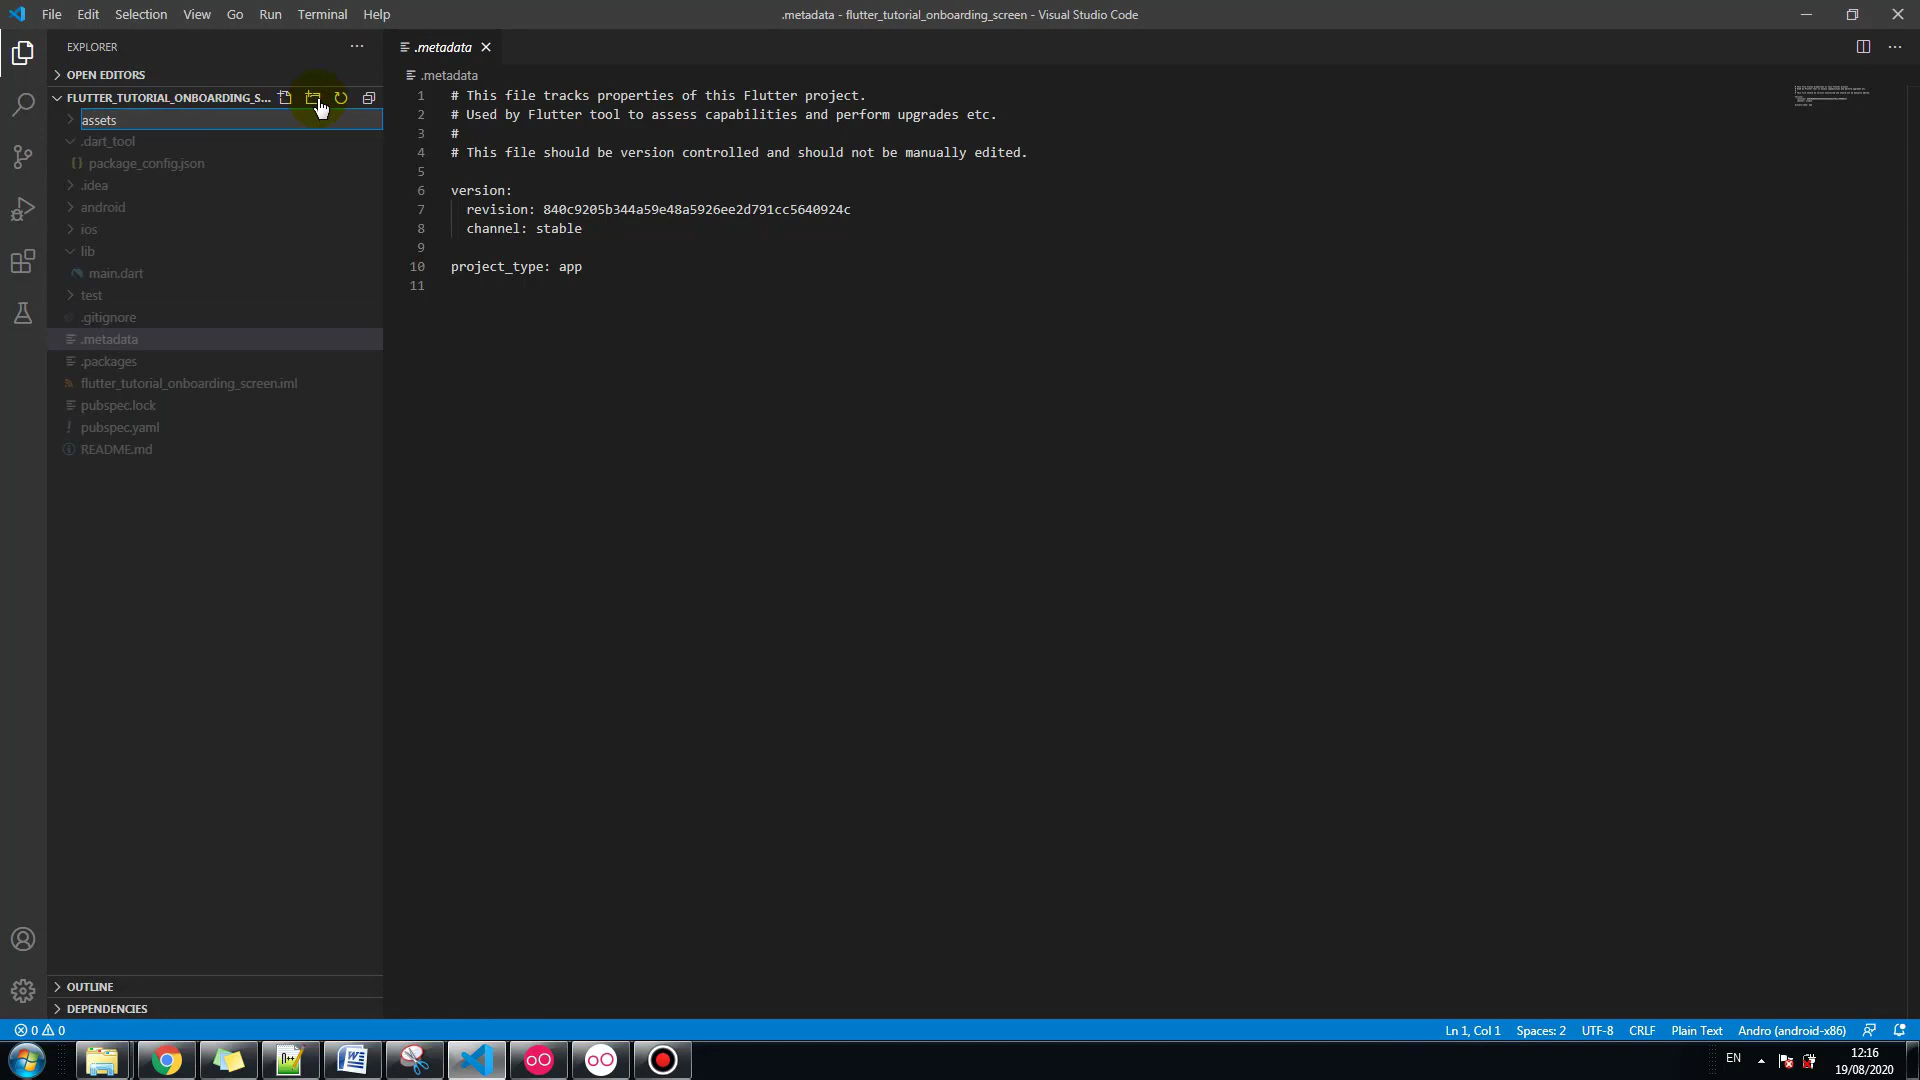 File Edit Selection View Go Run Terminal Help
.metadata - flutter_tutorial_onboarding_screen - Visual Studio Code
EXPLORER
OPEN EDITORS
FLUTTER_TUTORIAL_ONBOARDING_S...
assets
.dart_tool
package_config.json
.idea
android
ios
lib
main.dart
test
.gitignore
.metadata
.packages
flutter_tutorial_onboarding_screen.iml
pubspec.lock
pubspec.yaml
README.md
OUTLINE
DEPENDENCIES
.metadata
.metadata
1 # This file tracks properties of this Flutter project.
2 # Used by Flutter tool to assess capabilities and perform upgrades etc.
3 #
4 # This file should be version controlled and should not be manually edited.
5
6 version:
7 revision: 840c9205b344a59e48a5926ee2d791cc5640924c
8 channel: stable
9
10 project_type: app
11
0 0
Ln 1, Col 1 Spaces: 2 UTF-8 CRLF Plain Text Andro (android-x86)
EN
12:16
19/08/2020